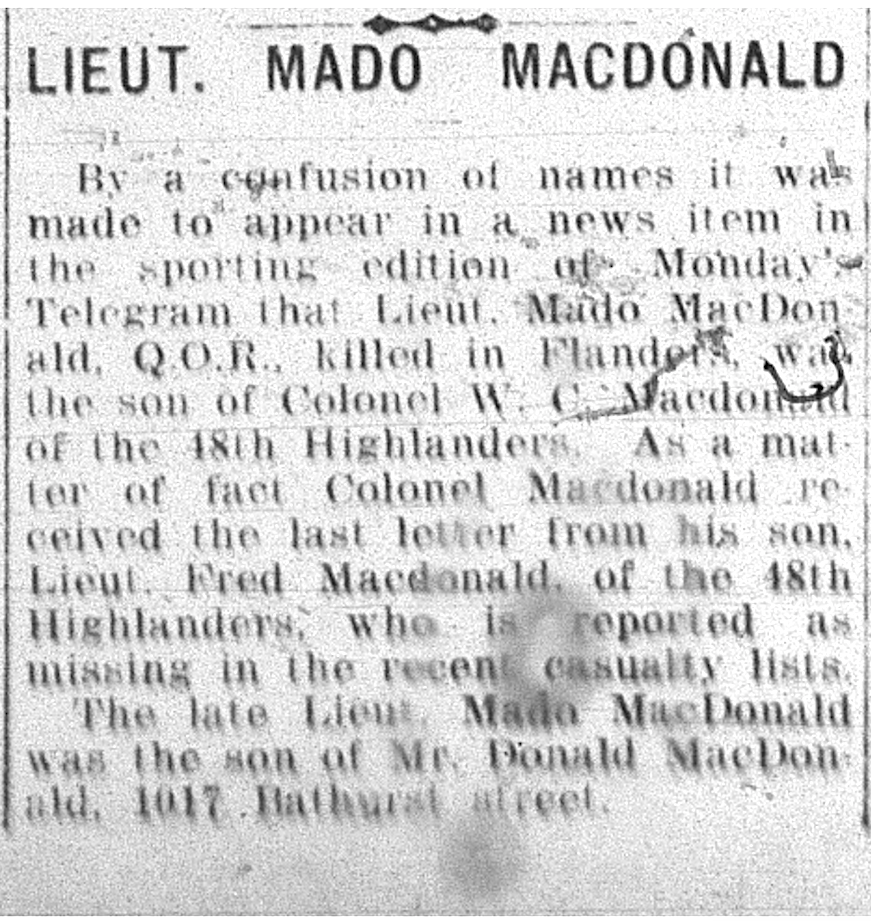 LIEUT. MADO MACDONALD
By a confusion of names it was
made to appear in a news item in
the sporting edition of Monday's
Telegram that Lieut. Mado MacDon-
ald, Q.O.R., killed in Flanders, was
the son of Colonel W. C. Macdonald
of the 48th Highlanders. As a mat-
ter of fact Colonel Macdonald re-
ceived the last letter from his son,
Lieut. Fred Macdonald, of the 48th
Highlanders, who is reported as
missing in the recent casualty lists.
The late Lieut. Mado MacDonald
was the son of Mr. Donald MacDon-
ald, 1017 Bathurst street.